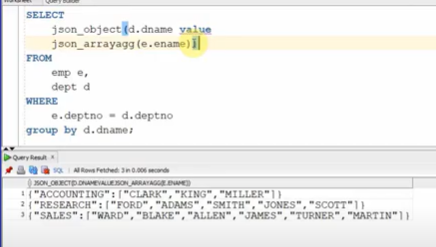 Worksheet Query Builder
SELECT
json_object(d.dname value
json_arrayagg(e.ename))
FROM
emp e,
dept d
WHERE
e.deptno = d.deptno
group by d.dname;
Query Result
SQL | All Rows Fetched: 3 in 0.006 seconds
JSON_OBJECT(D.DNAMEVALUEJSON_ARRAYAGG(E.ENAME))
1 {"ACCOUNTING":["CLARK","KING","MILLER"]}
2 {"RESEARCH":["FORD","ADAMS","SMITH","JONES","SCOTT"]}
3 {"SALES":["WARD","BLAKE","ALLEN","JAMES","TURNER","MARTIN"]}